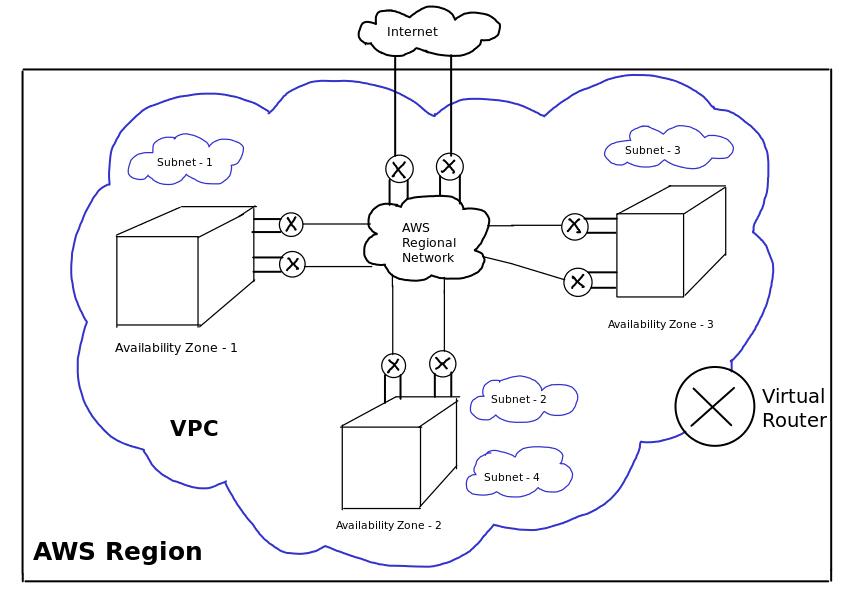 Internet
Subnet - 1
Subnet - 3
AWS
Regional
Network
Availability Zone - 1
Availability Zone - 3
Subnet - 2
VPC
Virtual
Router
Subnet - 4
Availability Zone - 2
AWS Region